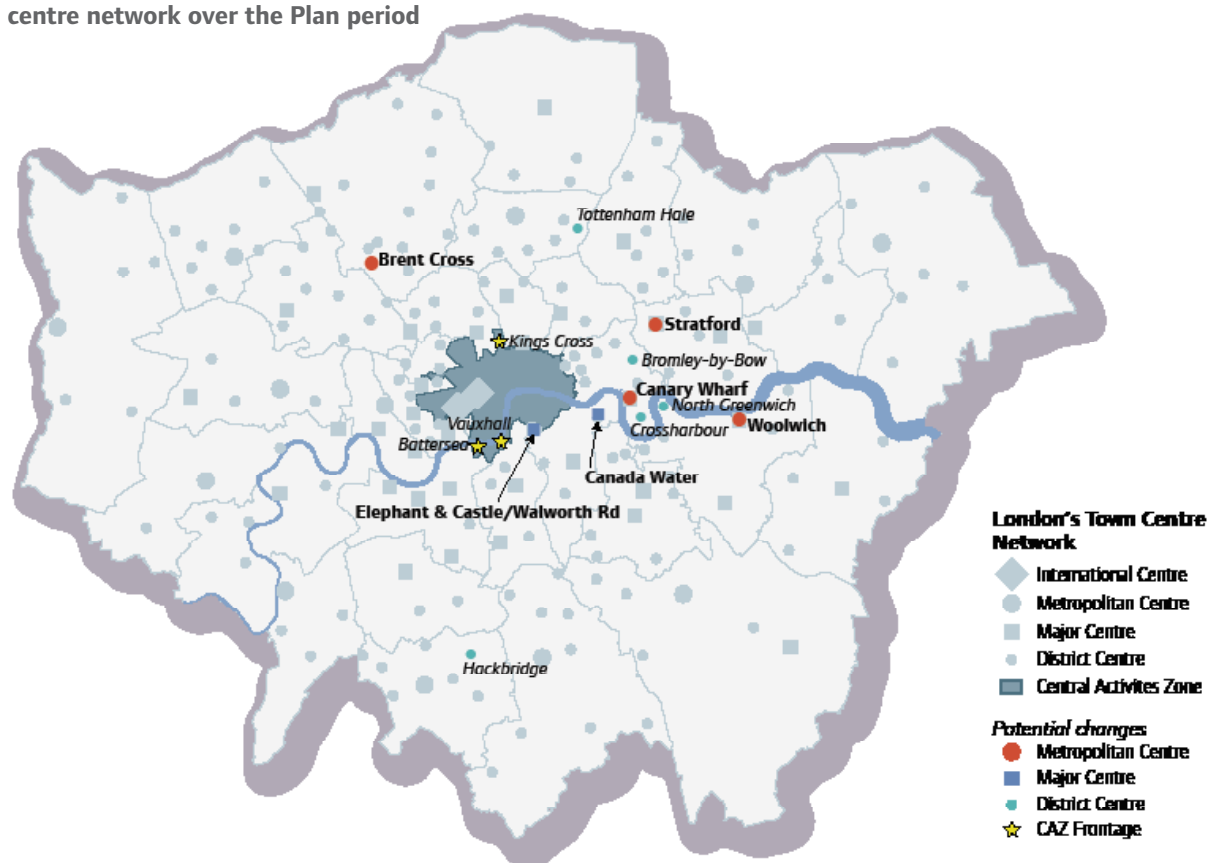 centre network over the Plan period
Tottenham Hale
Brent Cross
Stratford
Kings Cross
Bromley-by-Bow
Canary Wharf
North Greenwich
Vauxhall
Crossharbour
Woolwich
Battersea
Canada Water
Elephant & Castle/Walworth Rd
Hackbridge
London's Town Centre
Network
International Centre
Metropolitan Centre
Major Centre
District Centre
Central Activites Zone
Potential changes
Metropolitan Centre
Major Centre
District Centre
CAZ Frontage